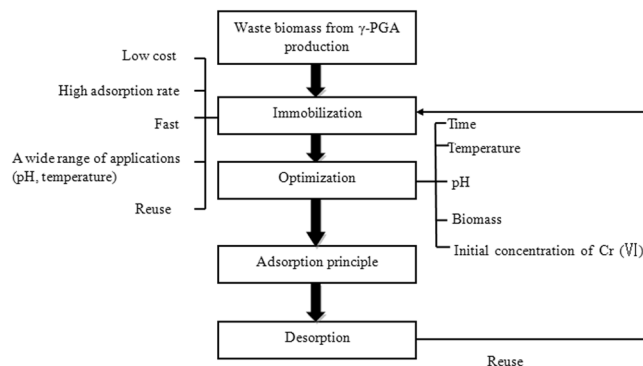 Waste biomass from γ-PGA
production
Low cost
High adsorption rate
Fast
A wide range of applications
(pH, temperature)
Reuse
Immobilization
Optimization
Time
Temperature
pH
Biomass
Initial concentration of Cr (Ⅵ)
Adsorption principle
Desorption
Reuse